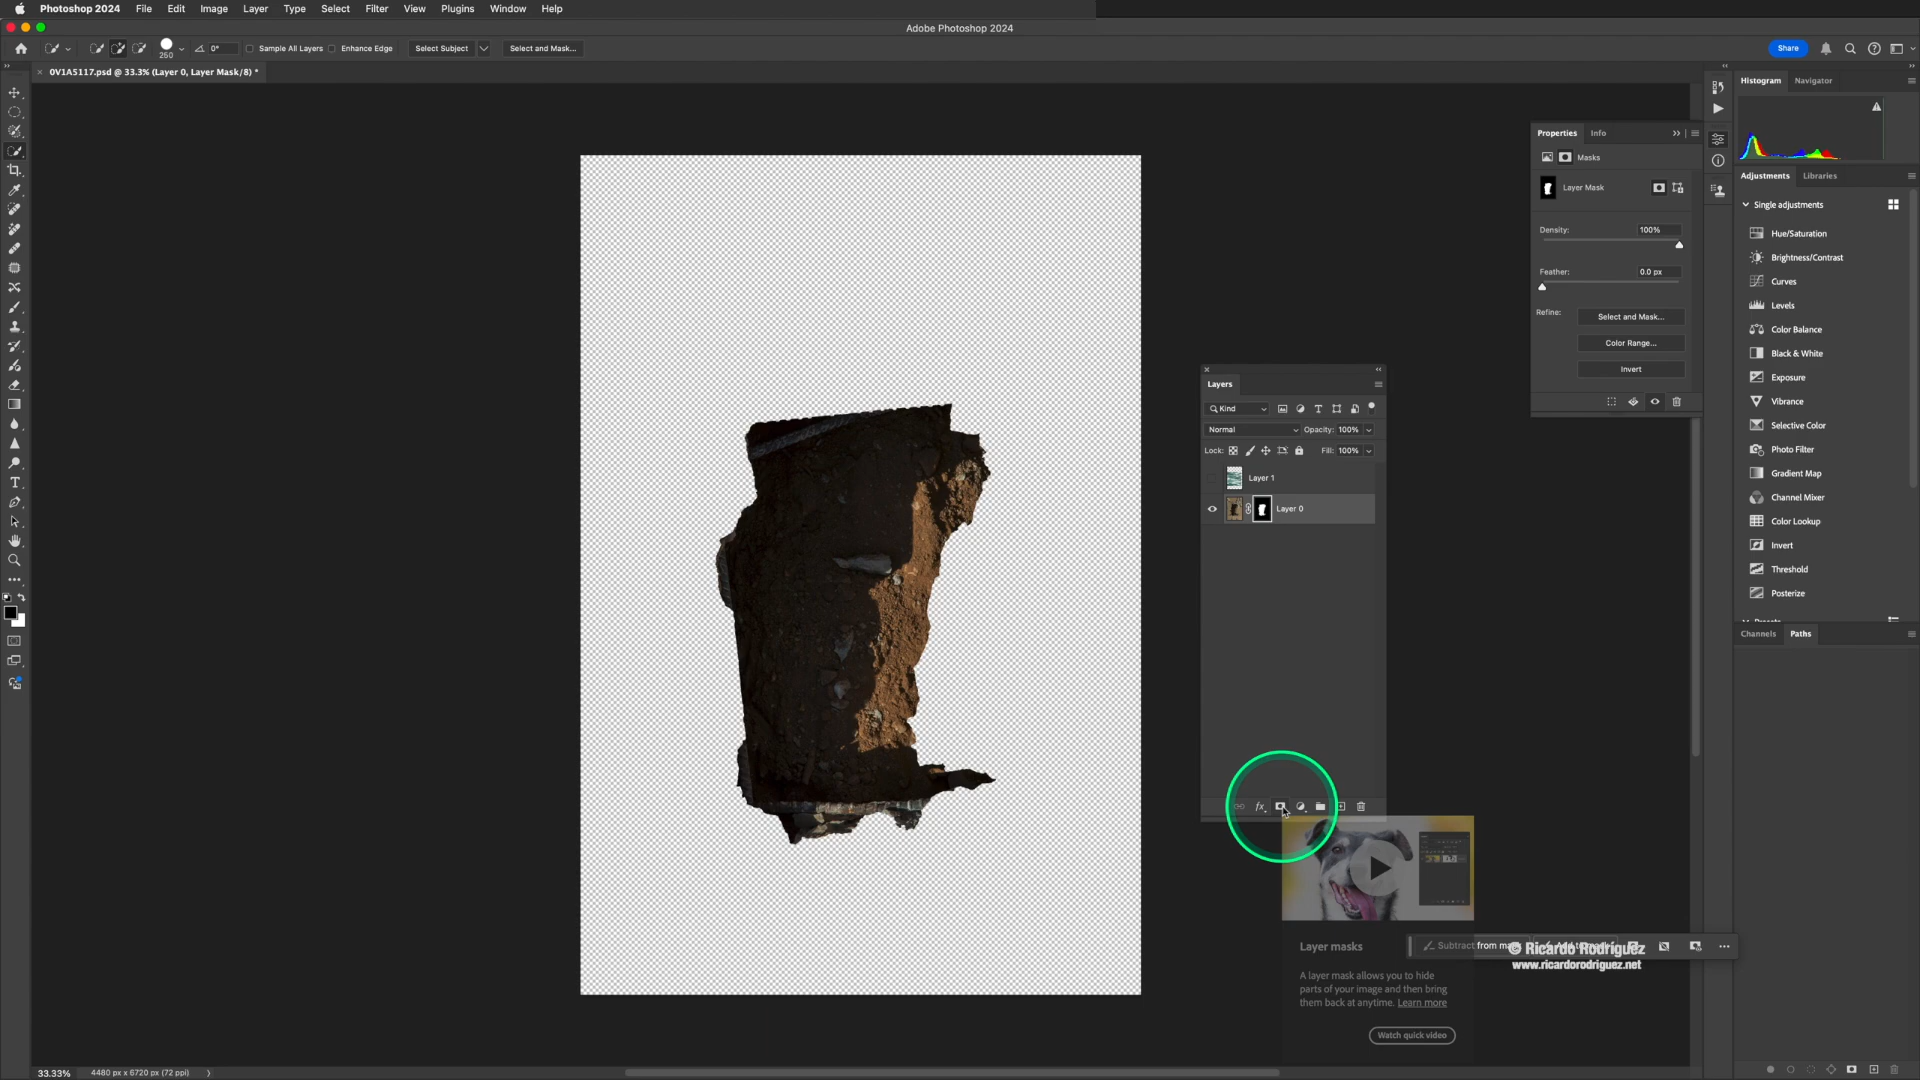 Photoshop 2024 File Edit Image Layer Type Select Filter View Plugins Window Help
Adobe Photoshop 2024
250 0° Sample All Layers Enhance Edge Select Subject Select and Mask... Share
0V1A5117.psd @ 33.3% (Layer 0, Layer Mask/8) *
Histogram Navigator
Properties Info
Masks
Layer Mask
Density: 100%
Feather: 0.0 px
Refine: Select and Mask...
Color Range...
Invert
Adjustments Libraries
Single adjustments
Hue/Saturation
Brightness/Contrast
Curves
Levels
Color Balance
Black & White
Exposure
Vibrance
Selective Color
Photo Filter
Gradient Map
Channel Mixer
Color Lookup
Invert
Threshold
Posterize
Presets
Channels Paths
Layers
Kind
Normal Opacity: 100%
Lock: Fill: 100%
Layer 1
Layer 0
fx
Layer masks
A layer mask allows you to hide
parts of your image and then bring
them back at anytime. Learn more
Watch quick video
Subtract from
© Ricardo Rodriguez
www.ricardorodriguez.net
33.33% 4480 px x 6720 px (72 ppi)